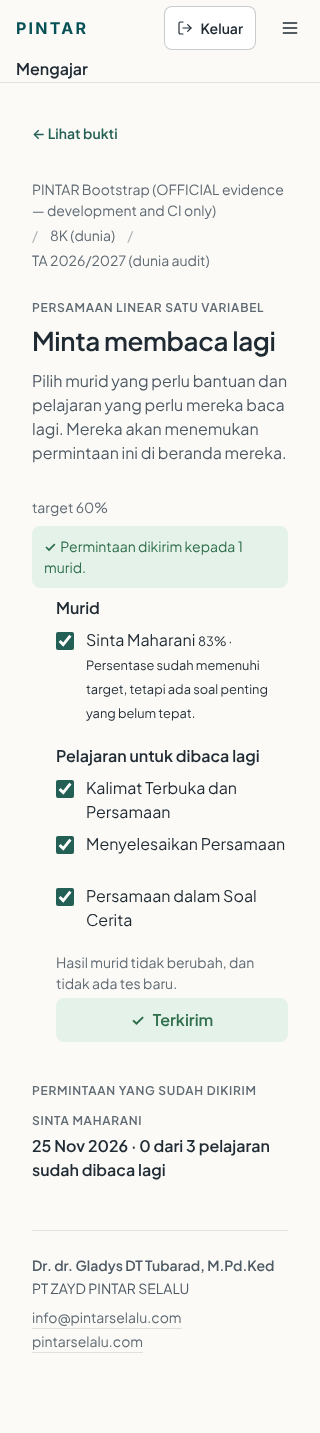 PINTAR
Keluar
Mengajar
← Lihat bukti
PINTAR Bootstrap (OFFICIAL evidence
— development and CI only)
/ 8K (dunia) /
TA 2026/2027 (dunia audit)
PERSAMAAN LINEAR SATU VARIABEL
Minta membaca lagi
Pilih murid yang perlu bantuan dan
pelajaran yang perlu mereka baca
lagi. Mereka akan menemukan
permintaan ini di beranda mereka.
target 60%
✓ Permintaan dikirim kepada 1
murid.
Murid
Sinta Maharani 83% ·
Persentase sudah memenuhi
target, tetapi ada soal penting
yang belum tepat.
Pelajaran untuk dibaca lagi
Kalimat Terbuka dan
Persamaan
Menyelesaikan Persamaan
Persamaan dalam Soal
Cerita
Hasil murid tidak berubah, dan
tidak ada tes baru.
✓ Terkirim
PERMINTAAN YANG SUDAH DIKIRIM
SINTA MAHARANI
25 Nov 2026 · 0 dari 3 pelajaran
sudah dibaca lagi
Dr. dr. Gladys DT Tubarad, M.Pd.Ked
PT ZAYD PINTAR SELALU
info@pintarselalu.com
pintarselalu.com